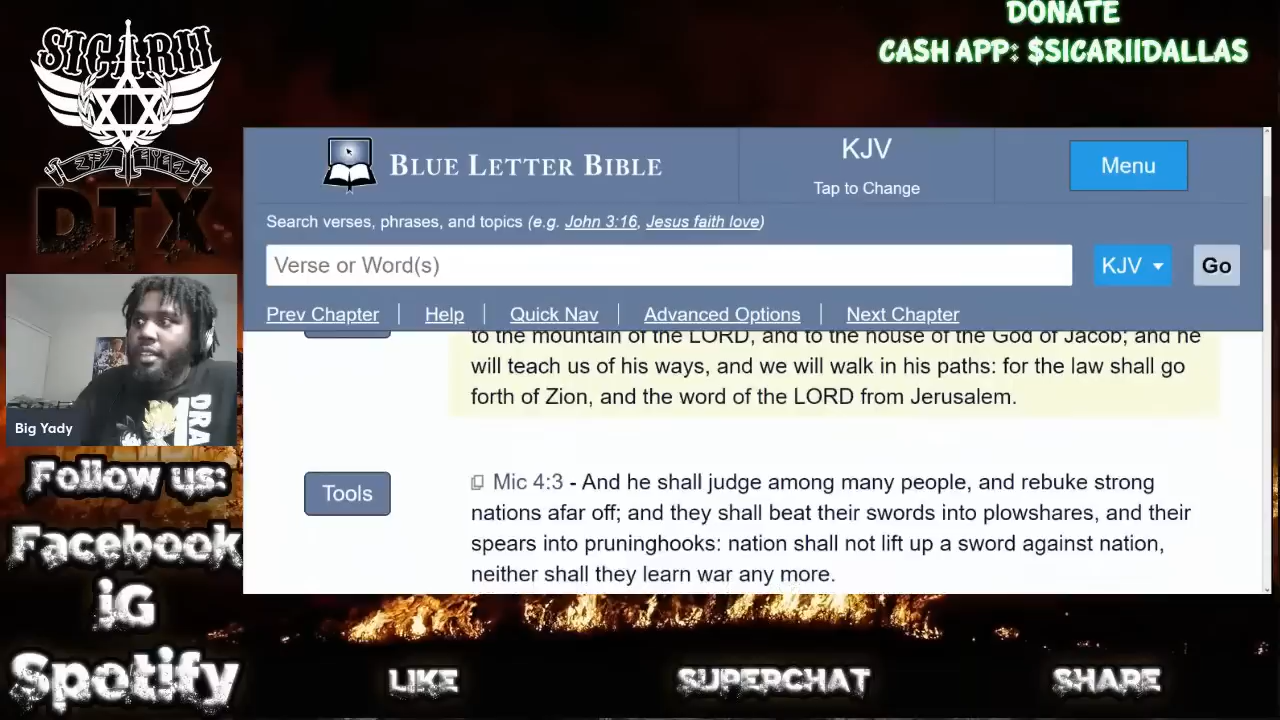 DONATE
CASH APP: $SICARIIDALLAS
SICARII
DTX
BLUE LETTER BIBLE
KJV
Tap to Change
Menu
Search verses, phrases, and topics (e.g. John 3:16, Jesus faith love)
Verse or Word(s)
KJV
Go
Prev Chapter
Help
Quick Nav
Advanced Options
Next Chapter
to the mountain of the LORD, and to the house of the God of Jacob; and he
will teach us of his ways, and we will walk in his paths: for the law shall go
forth of Zion, and the word of the LORD from Jerusalem.
Tools
Mic 4:3 - And he shall judge among many people, and rebuke strong
nations afar off; and they shall beat their swords into plowshares, and their
spears into pruninghooks: nation shall not lift up a sword against nation,
neither shall they learn war any more.
DRA
Big Yady
Follow us:
Facebook
iG
Spotify
LIKE
SUPERCHAT
SHARE